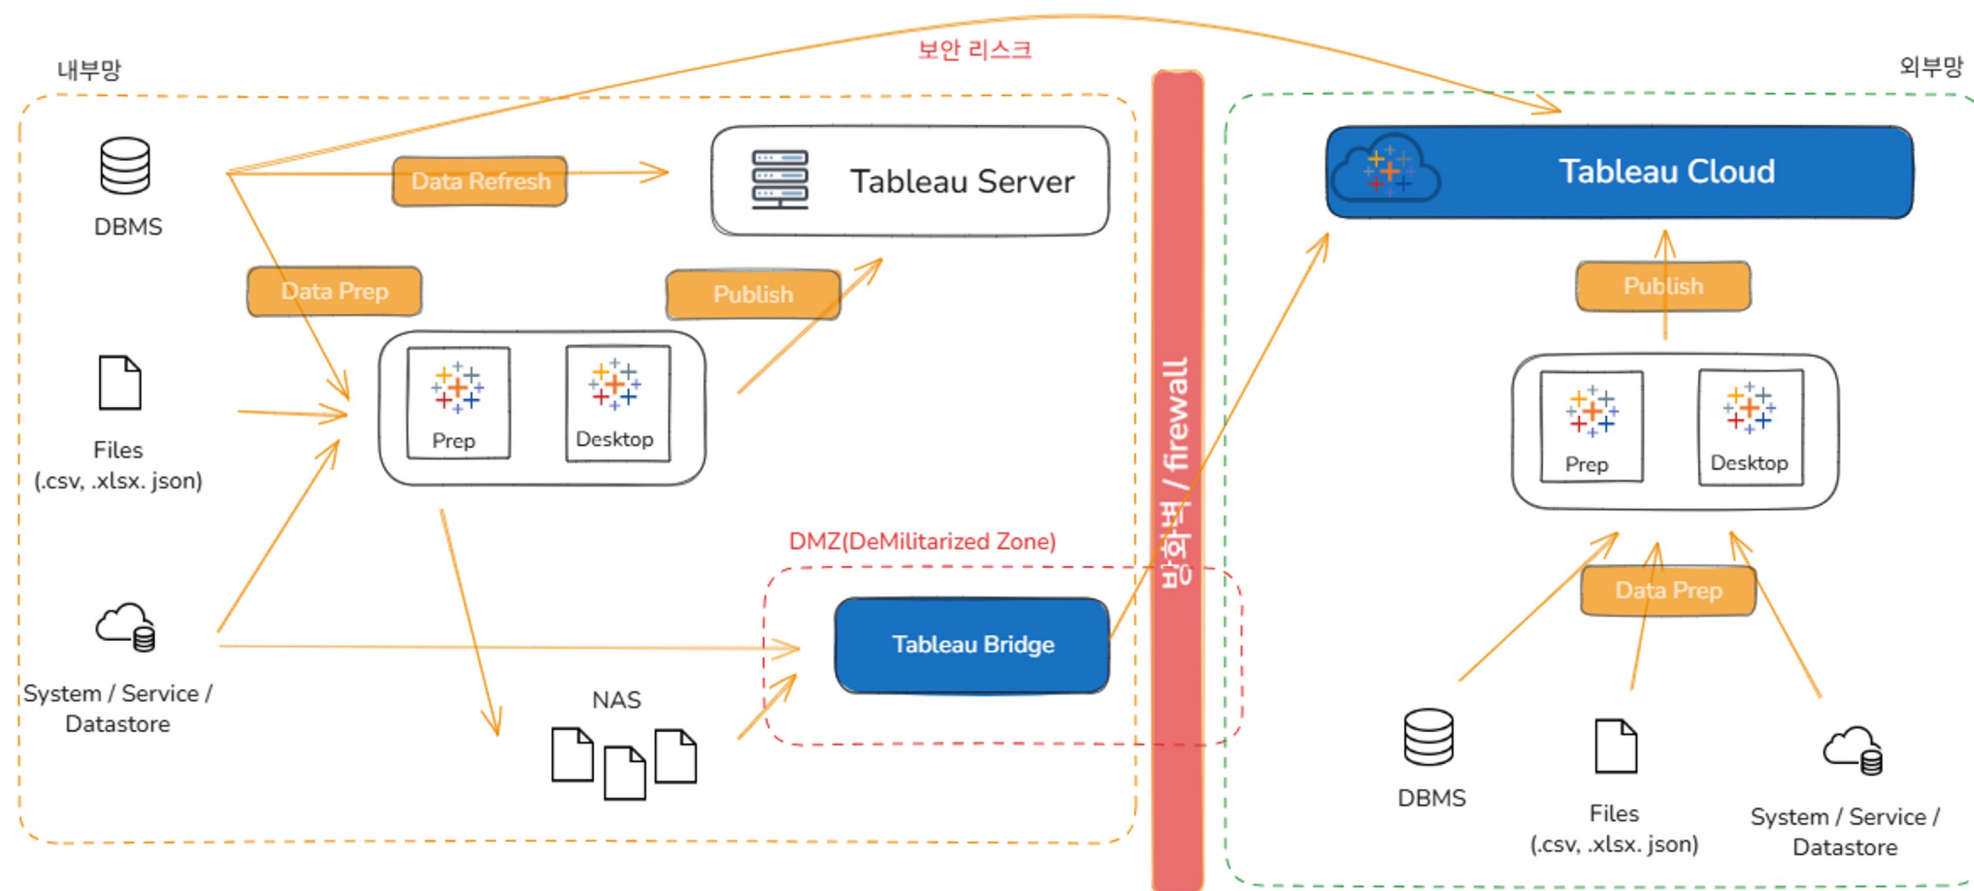 보안 리스크
내부망
외부망
DBMS
Data Refresh
Tableau Server
Tableau Cloud
Data Prep
Publish
Publish
Files
(.csv, .xlsx. json)
Prep
Desktop
방화벽 / firewall
Prep
Desktop
DMZ(DeMilitarized Zone)
Data Prep
Tableau Bridge
System / Service /
Datastore
NAS
DBMS
Files
(.csv, .xlsx. json)
System / Service /
Datastore